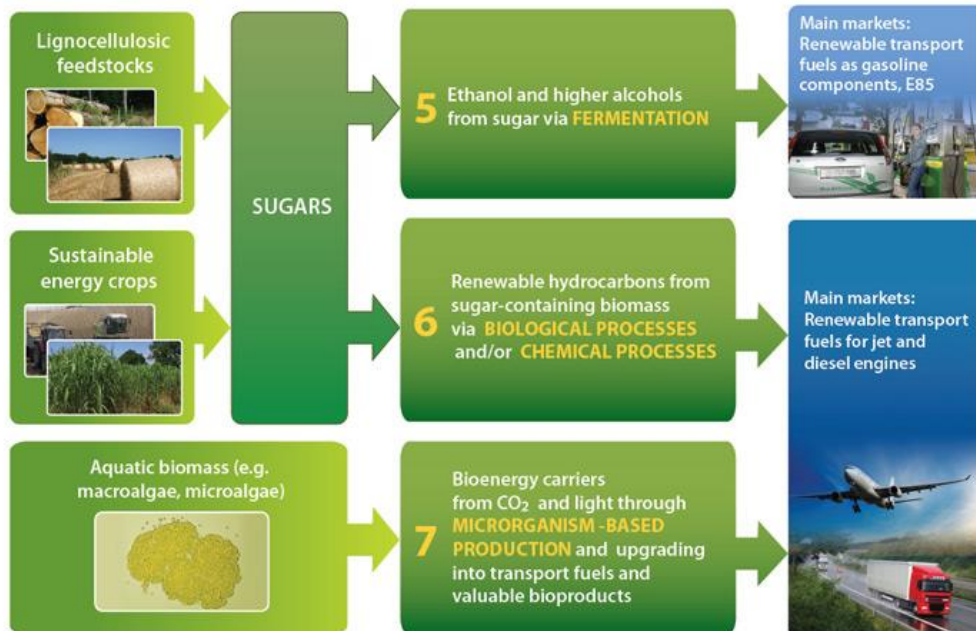 Lignocellulosic
feedstocks
Sustainable
energy crops
SUGARS
5 Ethanol and higher alcohols
from sugar via FERMENTATION
Main markets:
Renewable transport
fuels as gasoline
components, E85
6 Renewable hydrocarbons from
sugar-containing biomass
via BIOLOGICAL PROCESSES
and/or CHEMICAL PROCESSES
Main markets:
Renewable transport
fuels for jet and
diesel engines
Aquatic biomass (e.g.
macroalgae, microalgae)
7 Bioenergy carriers
from CO₂ and light through
MICRORGANISM -BASED
PRODUCTION and upgrading
into transport fuels and
valuable bioproducts